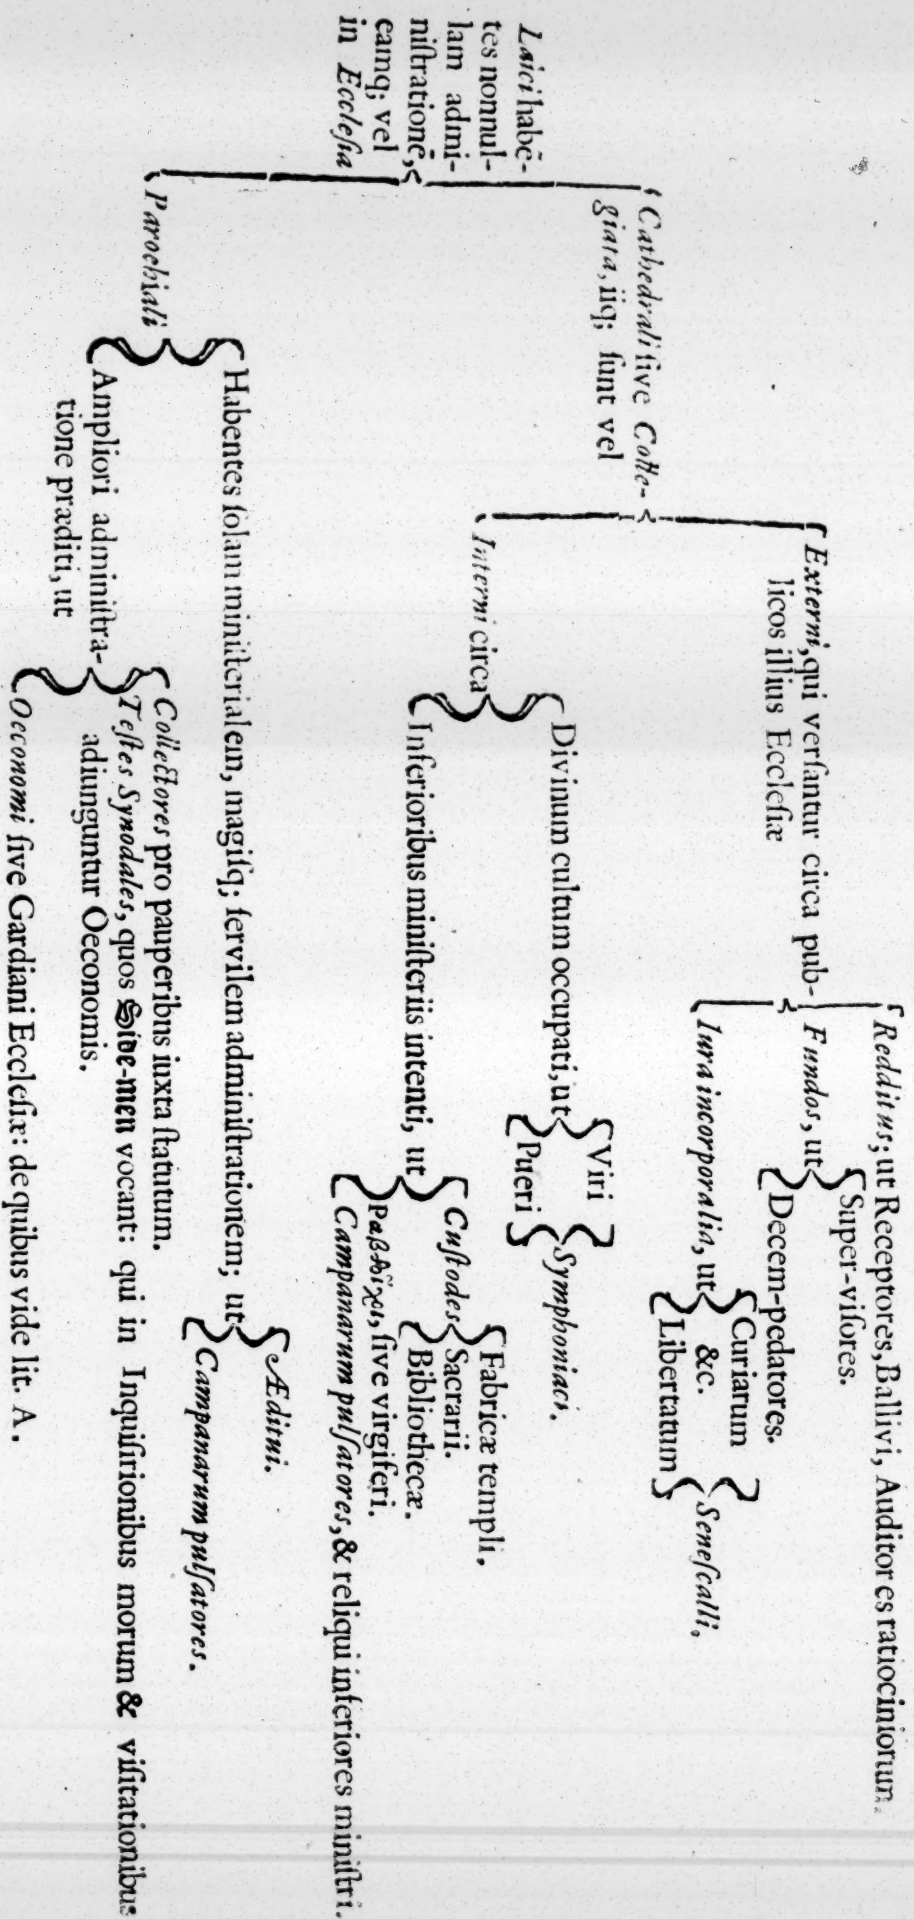 Laici habē-
tes nonnul-
lam admi-
niſtrationē,
eamq; vel
in Eccleſia
Cathedrali ſive Colle-
giata, iiq; ſunt vel
Externi, qui verſantur circa pub-
licos illius Eccleſiæ
Redditus; ut Receptores, Ballivi, Auditores ratiociniorum.
Fundos, ut
Super-viſores.
Decem-pedatores.
Iura incorporalia, ut
Curiarum
&c.
Libertatum
Seneſcalli,
Interni circa
Divinum cultum occupati, ut
Viri
Pueri
Symphoniaci.
Inferioribus miniſteriis intenti, ut
Cuſtodes
Fabricæ templi.
Sacrarii.
Bibliothecæ.
ſive virgiferi.
Campanarum pulſatores, & reliqui inferiores miniſtri.
Parochiali
Habentes ſolam miniſterialem, magiſq; ſervilem adminiſtrationem; ut
Æditui.
Campanarum pulſatores.
Ampliori adminiſtra-
tione præditi, ut
Collectores pro pauperibus iuxta ſtatutum.
Teſtes Synodales, quos Side-men vocant: qui in Inquiſitionibus morum & viſitationibus
adiunguntur Oeconomis.
Oeconomi ſive Gardiani Eccleſiæ: de quibus vide lit. A.